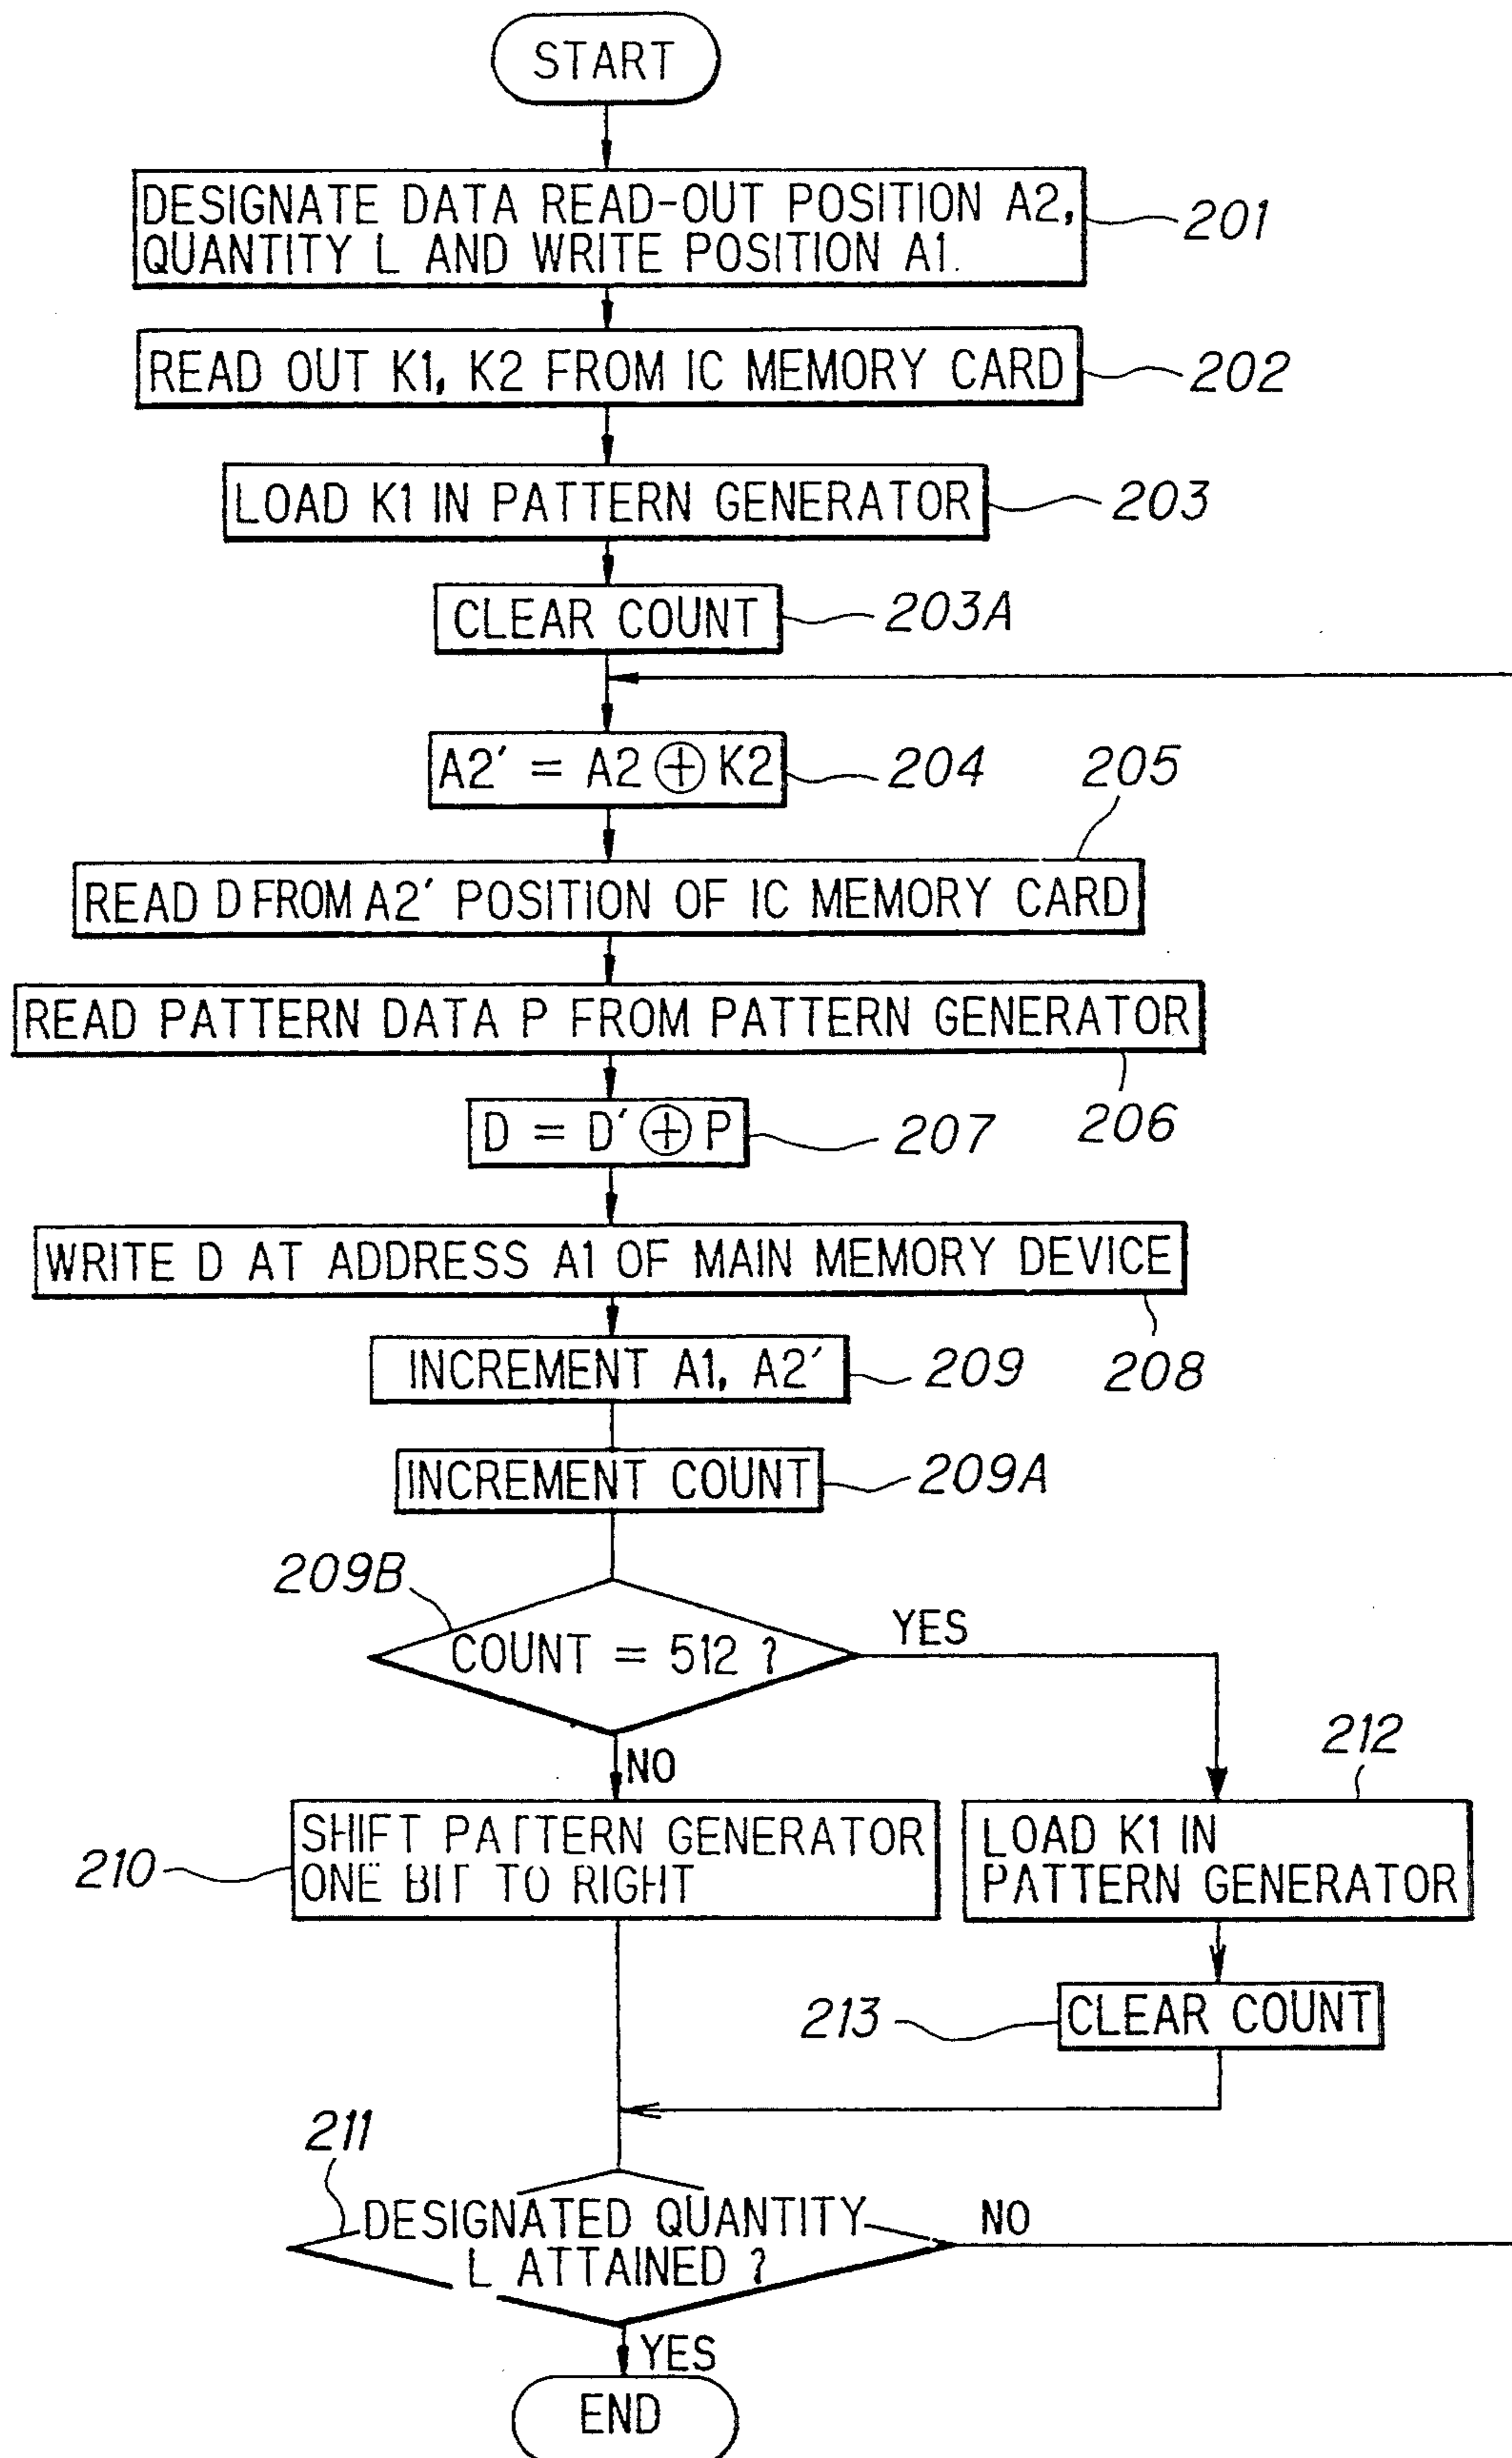 START
DESIGNATE DATA READ-OUT POSITION A2,
QUANTITY L AND WRITE POSITION A1.
201
READ OUT K1, K2 FROM IC MEMORY CARD
202
LOAD K1 IN PATTERN GENERATOR
203
CLEAR COUNT
203A
A2' = A2 ⊕ K2
204
205
READ D FROM A2' POSITION OF IC MEMORY CARD
READ PATTERN DATA P FROM PATTERN GENERATOR
206
D = D' ⊕ P
207
WRITE D AT ADDRESS A1 OF MAIN MEMORY DEVICE
208
INCREMENT A1, A2'
209
INCREMENT COUNT
209A
209B
COUNT = 512 ?
YES
NO
212
SHIFT PATTERN GENERATOR
ONE BIT TO RIGHT
210
LOAD K1 IN
PATTERN GENERATOR
213
CLEAR COUNT
211
DESIGNATED QUANTITY
L ATTAINED ?
NO
YES
END